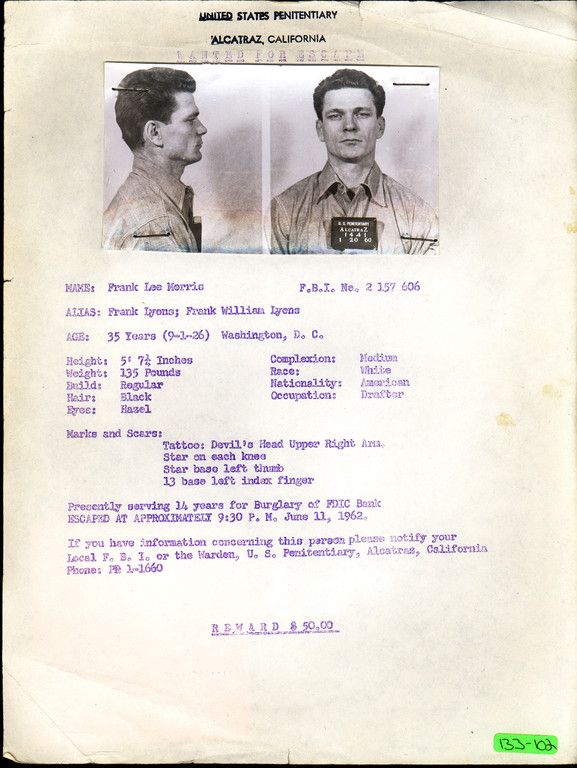 UNITED STATES PENITENTIARY
ALCATRAZ, CALIFORNIA
WANTED FOR ESCAPE
U.S. PENITENTIARY
ALCATRAZ
1441
1 20 60
NAME: Frank Lee Morris F.B.I. No. 2 157 606
ALIAS: Frank Lyons; Frank William Lyons
AGE: 35 Years (9-1-26) Washington, D. C.
Height: 5' 7½ Inches Complexion: Medium
Weight: 135 Pounds Race: White
Build: Regular Nationality: American
Hair: Black Occupation: Drafter
Eyes: Hazel
Marks and Scars:
Tattoo: Devil's Head Upper Right Arm.
Star on each knee
Star base left thumb
13 base left index finger
Presently serving 14 years for Burglary of FDIC Bank
ESCAPED AT APPROXIMATELY 9:30 P. M. June 11, 1962.
If you have information concerning this person please notify your
Local F. B. I. or the Warden, U. S. Penitentiary, Alcatraz, California
Phone: PR 1-1660
REWARD $ 50.00
133-102